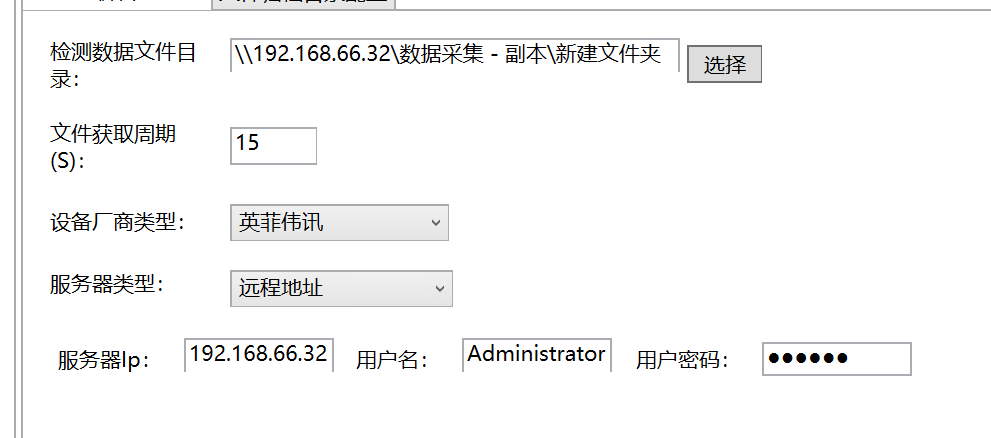 检测数据文件目
录：
\\192.168.66.32\数据采集 - 副本\新建文件夹
选择
文件获取周期
(S)：
15
设备厂商类型：
英菲伟讯
服务器类型：
远程地址
服务器Ip：
192.168.66.32
用户名：
Administrator
用户密码：
●●●●●●